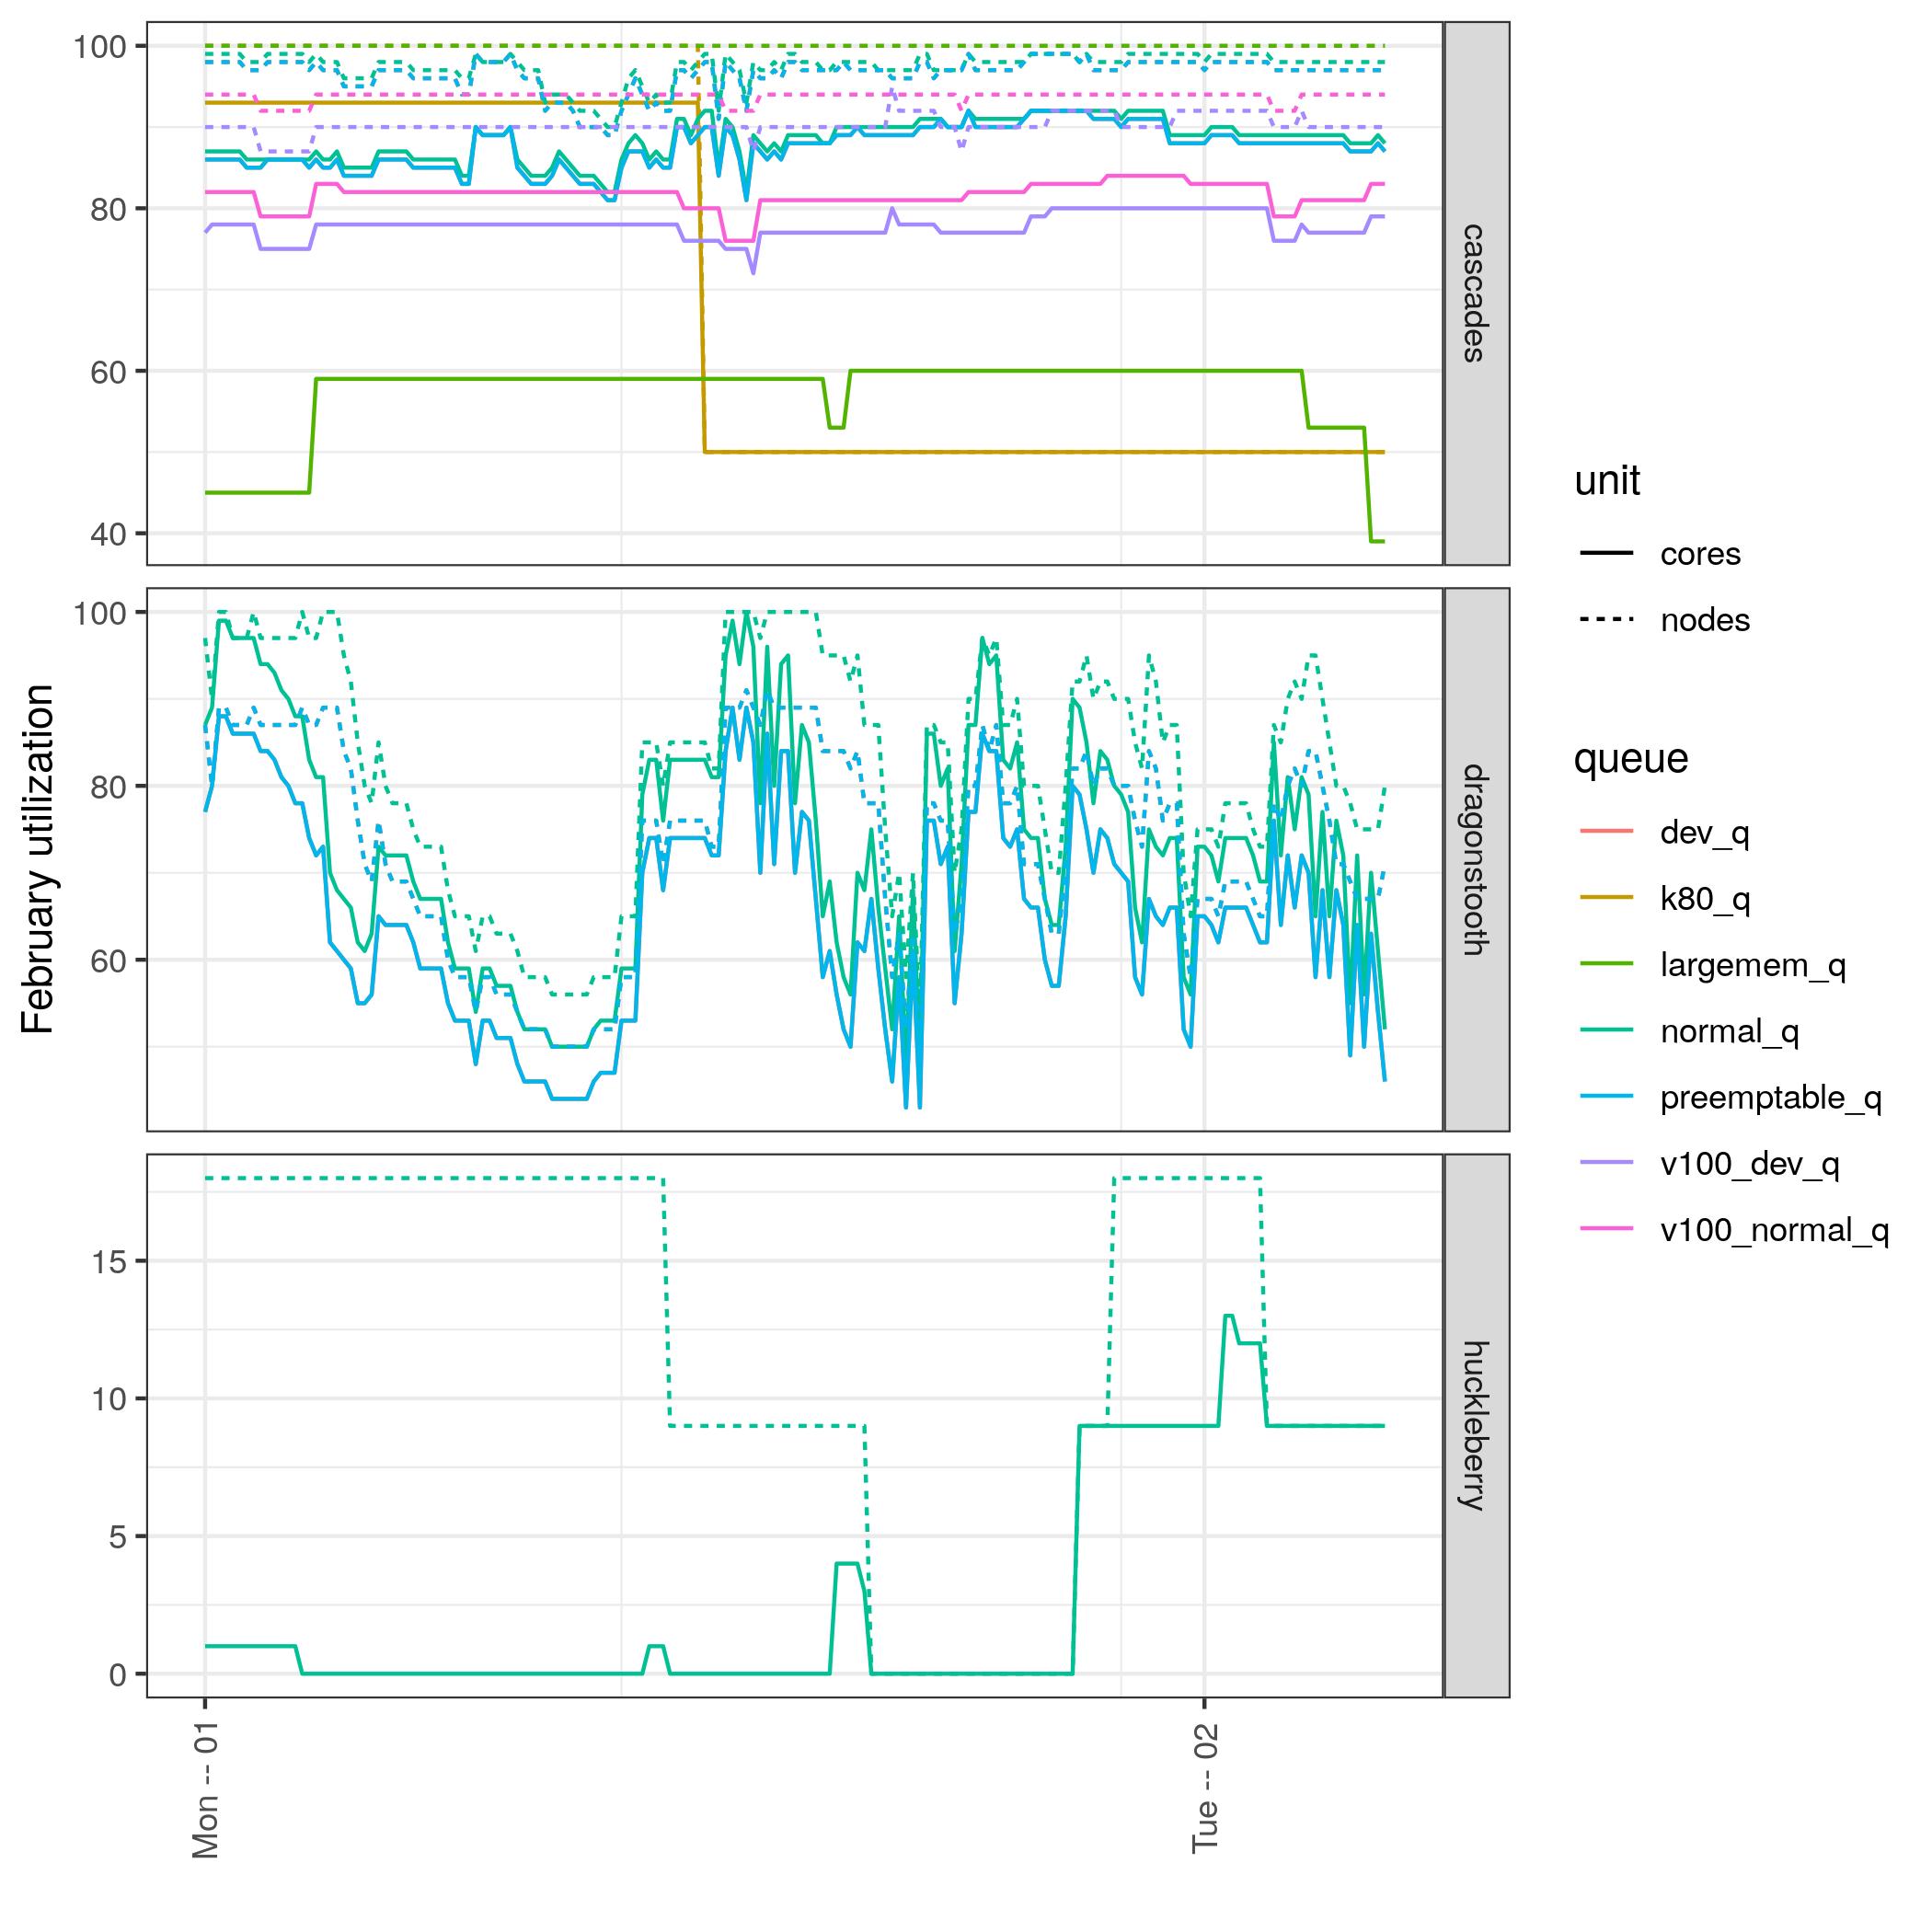 February utilization
100
80
60
40
cascades
100
80
60
dragonstooth
15
10
5
0
huckleberry
Mon -- 01
Tue -- 02
unit
cores
nodes
queue
dev_q
k80_q
largemem_q
normal_q
preemptable_q
v100_dev_q
v100_normal_q